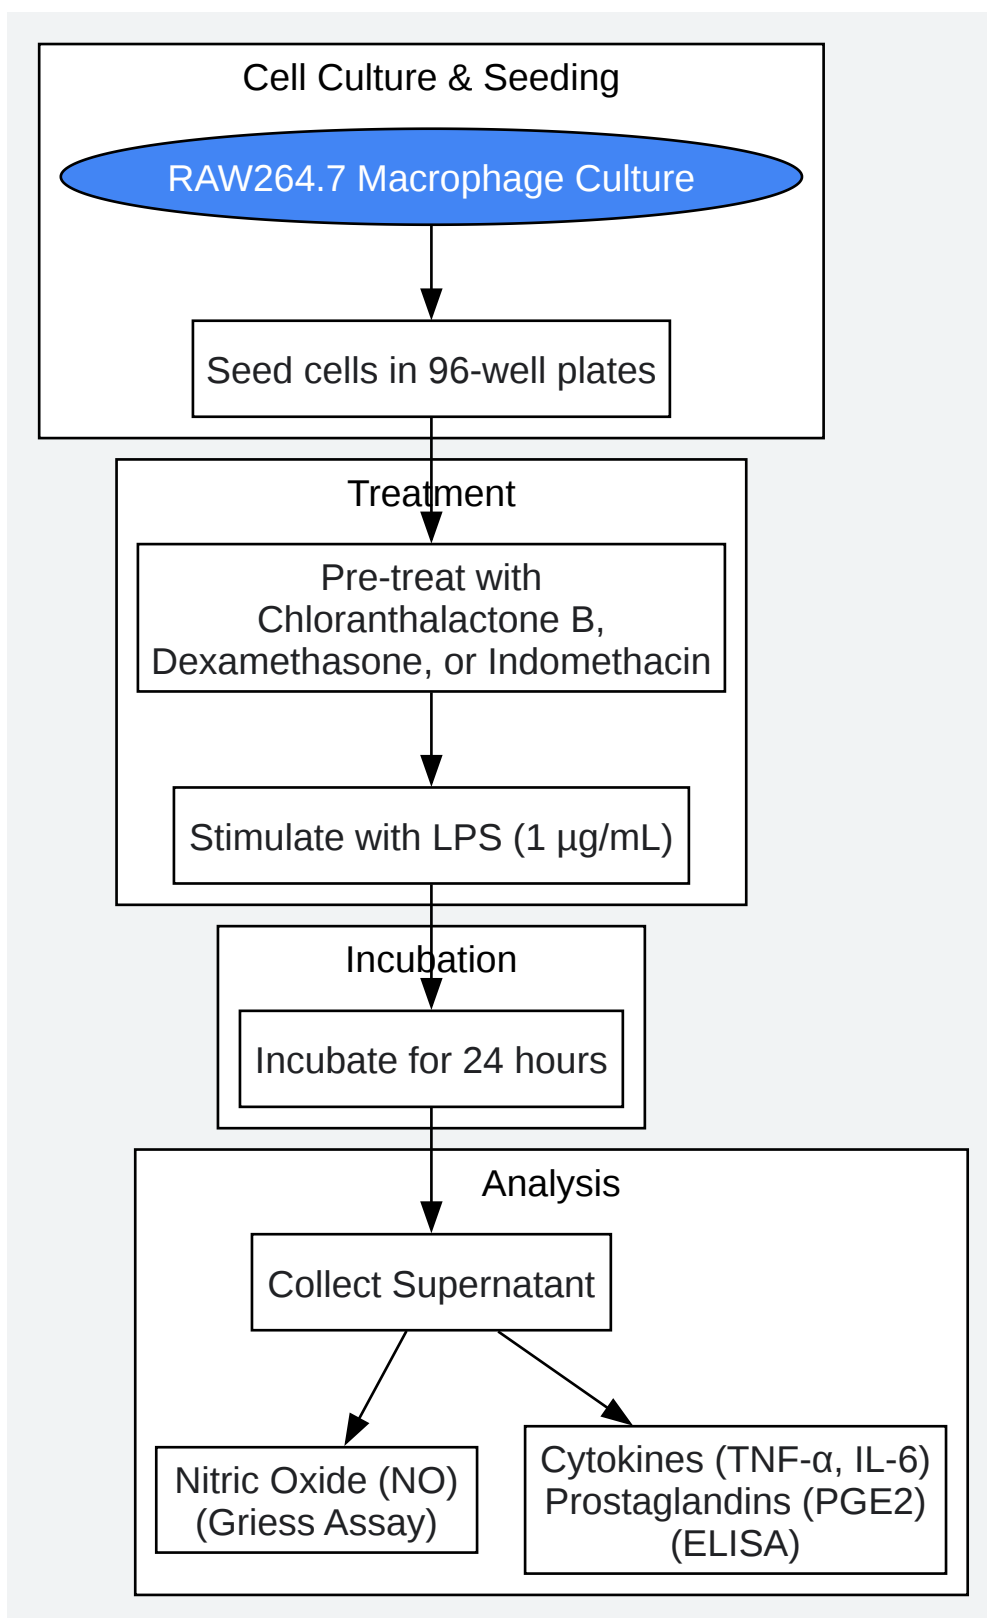 Cell Culture & Seeding
RAW264.7 Macrophage Culture
Seed cells in 96-well plates
Treatment
Pre-treat with
Chloranthalactone B,
Dexamethasone, or Indomethacin
Stimulate with LPS (1 µg/mL)
Incubation
Incubate for 24 hours
Analysis
Collect Supernatant
Nitric Oxide (NO)
(Griess Assay)
Cytokines (TNF-α, IL-6)
Prostaglandins (PGE2)
(ELISA)